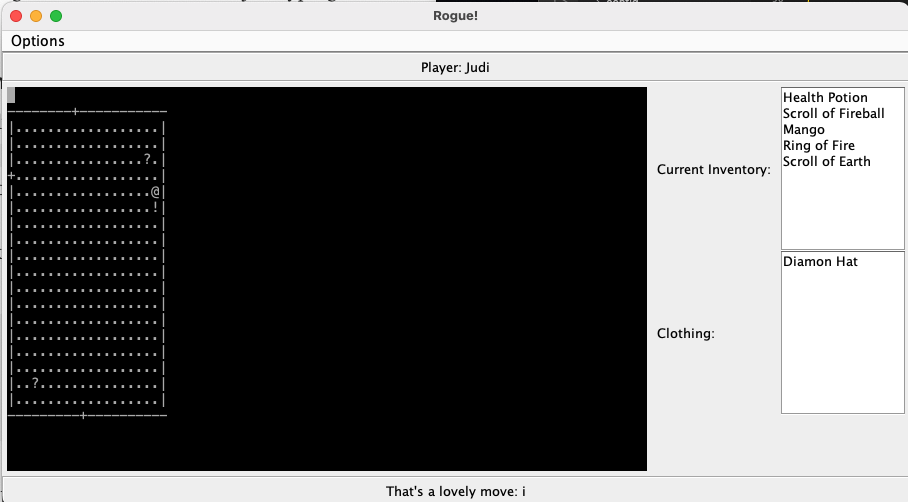 Rogue!
Options
Player: Judi
--------+-----------
|..................|
|..................|
|................?.|
+..................|
|.................@|
|.................!|
|..................|
|..................|
|..................|
|..................|
|..................|
|..................|
|..................|
|..................|
|..................|
|..................|
|..?...............|
|..................|
---------+----------
Current Inventory:
Health Potion
Scroll of Fireball
Mango
Ring of Fire
Scroll of Earth
Clothing:
Diamon Hat
That's a lovely move: i